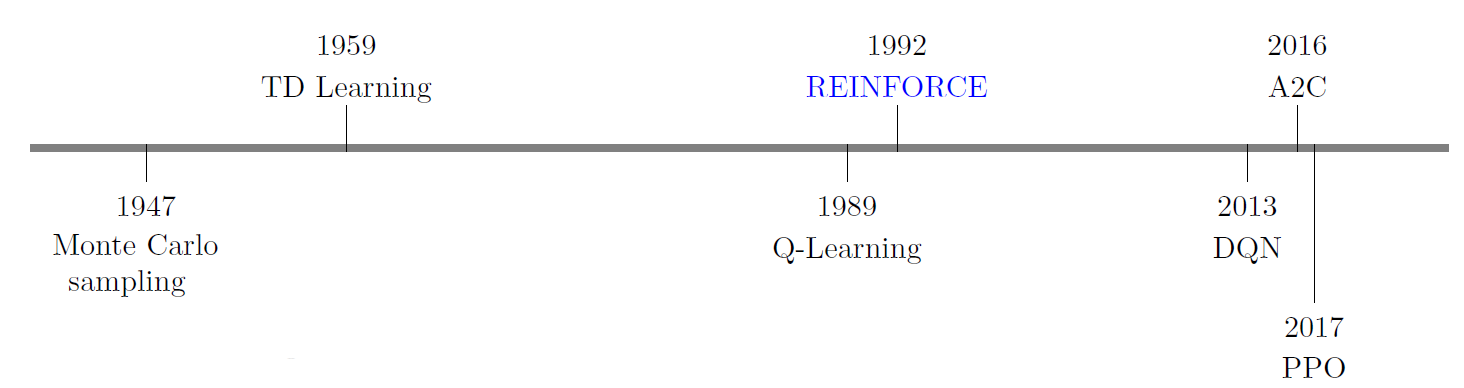 1959
TD Learning
1992
REINFORCE
2016
A2C
1947
Monte Carlo
sampling
1989
Q-Learning
2013
DQN
2017
PPO